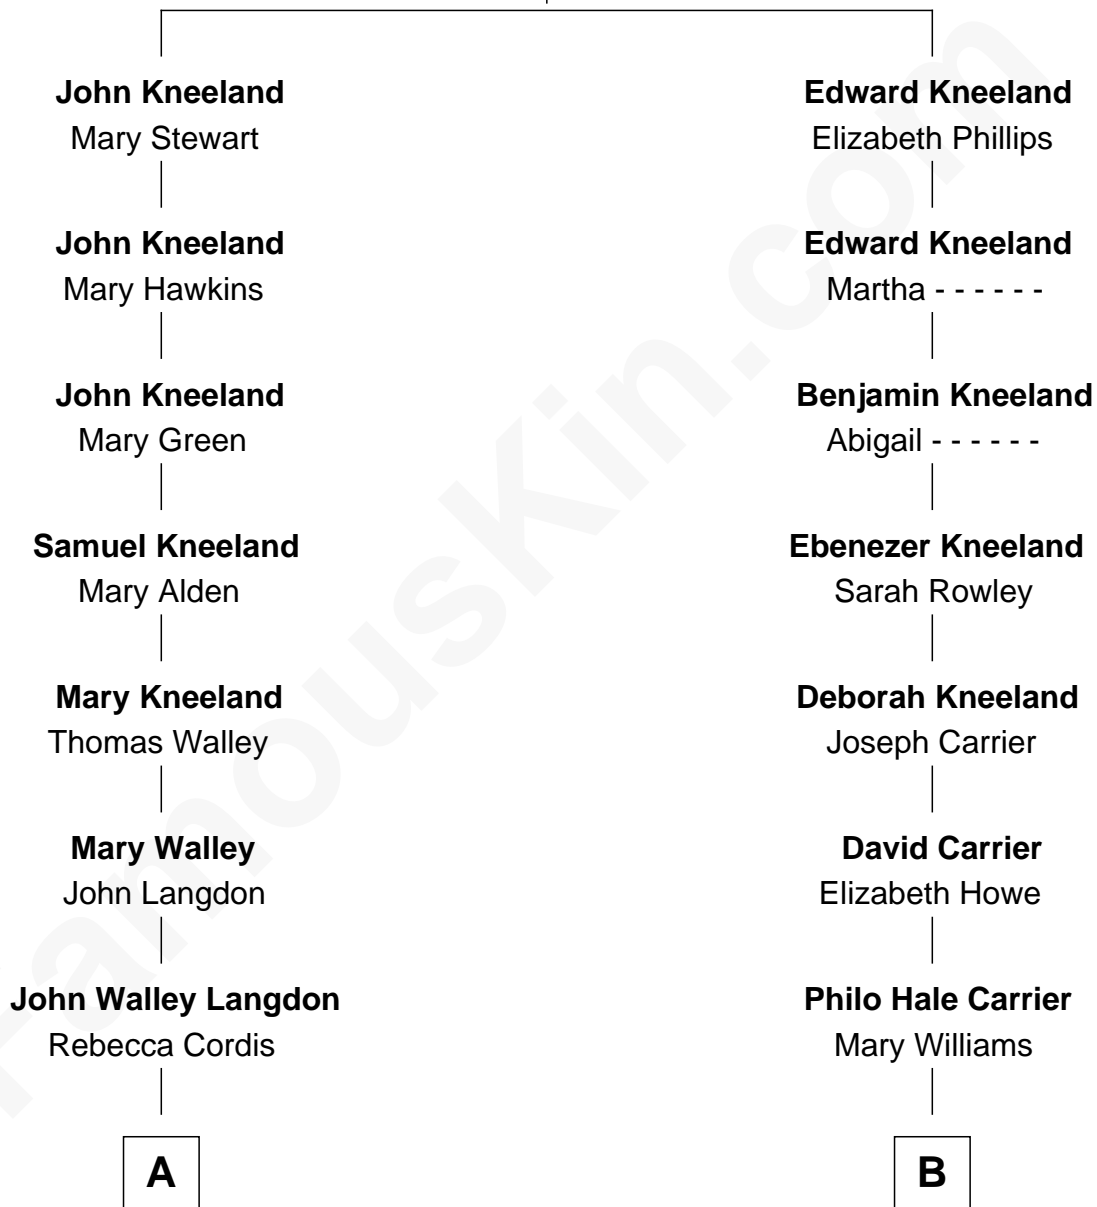 John Kneeland
Mary Stewart
John Kneeland
Mary Hawkins
John Kneeland
Mary Green
Samuel Kneeland
Mary Alden
Mary Kneeland
Thomas Walley
Mary Walley
John Langdon
John Walley Langdon
Rebecca Cordis
A
Edward Kneeland
Elizabeth Phillips
Edward Kneeland
Martha - - - - - -
Benjamin Kneeland
Abigail - - - - - -
Ebenezer Kneeland
Sarah Rowley
Deborah Kneeland
Joseph Carrier
David Carrier
Elizabeth Howe
Philo Hale Carrier
Mary Williams
B
FamousKin.com